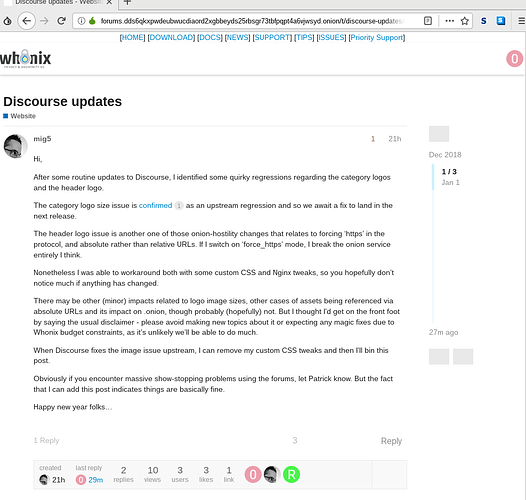 Discourse updates - Websi
forums.dds6qkxpwdeubwucdiaord2xgbbeyds25rbsgr73tbfpqpt4a6vjwsyd.onion/t/discourse-updates
[HOME] [DOWNLOAD] [DOCS] [NEWS] [SUPPORT] [TIPS] [ISSUES] [Priority Support]
whonix
0
Discourse updates
Website
mig5 1 21h
Hi,
After some routine updates to Discourse, I identified some quirky regressions regarding the category logos
and the header logo.
The category logo size issue is confirmed 1 as an upstream regression and so we await a fix to land in the
next release.
The header logo issue is another one of those onion-hostility changes that relates to forcing 'https' in the
protocol, and absolute rather than relative URLs. If I switch on 'force_https' mode, I break the onion service
entirely I think.
Nonetheless I was able to workaround both with some custom CSS and Nginx tweaks, so you hopefully don't
notice much if anything has changed.
There may be other (minor) impacts related to logo image sizes, other cases of assets being referenced via
absolute URLs and its impact on .onion, though probably (hopefully) not. But I thought I'd get on the front foot
by saying the usual disclaimer - please avoid making new topics about it or expecting any magic fixes due to
Whonix budget constraints, as it's unlikely we'll be able to do much.
When Discourse fixes the image issue upstream, I can remove my custom CSS tweaks and then I'll bin this
post.
Obviously if you encounter massive show-stopping problems using the forums, let Patrick know. But the fact
that I can add this post indicates things are basically fine.
Happy new year folks…
1 Reply 3 Reply
created last reply 2 10 3 3 1
21h 0 29m replies views users likes link 0 R
Dec 2018
1 / 3
Jan 1
27m ago